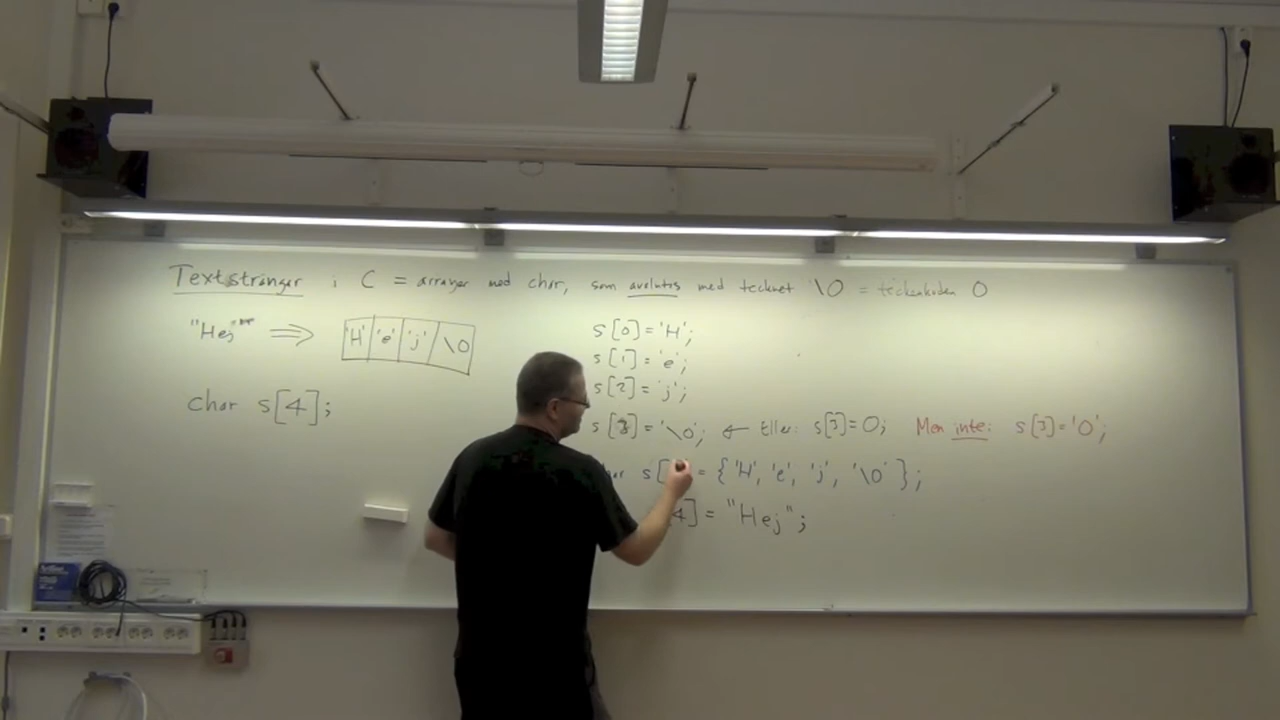 Textsträngar i C = arrayer med char, som avslutas med tecknet \0 = teckenkoden 0
"Hej" ⇒ 'H' 'e' 'j' \0
char s[4];
s[0]='H';
s[1]='e';
s[2]='j';
s[3]='\0'; ← Eller: s[3]=0; Men inte: s[3]='0';
s[ = {'H', 'e', 'j', '\0'};
4] = "Hej";